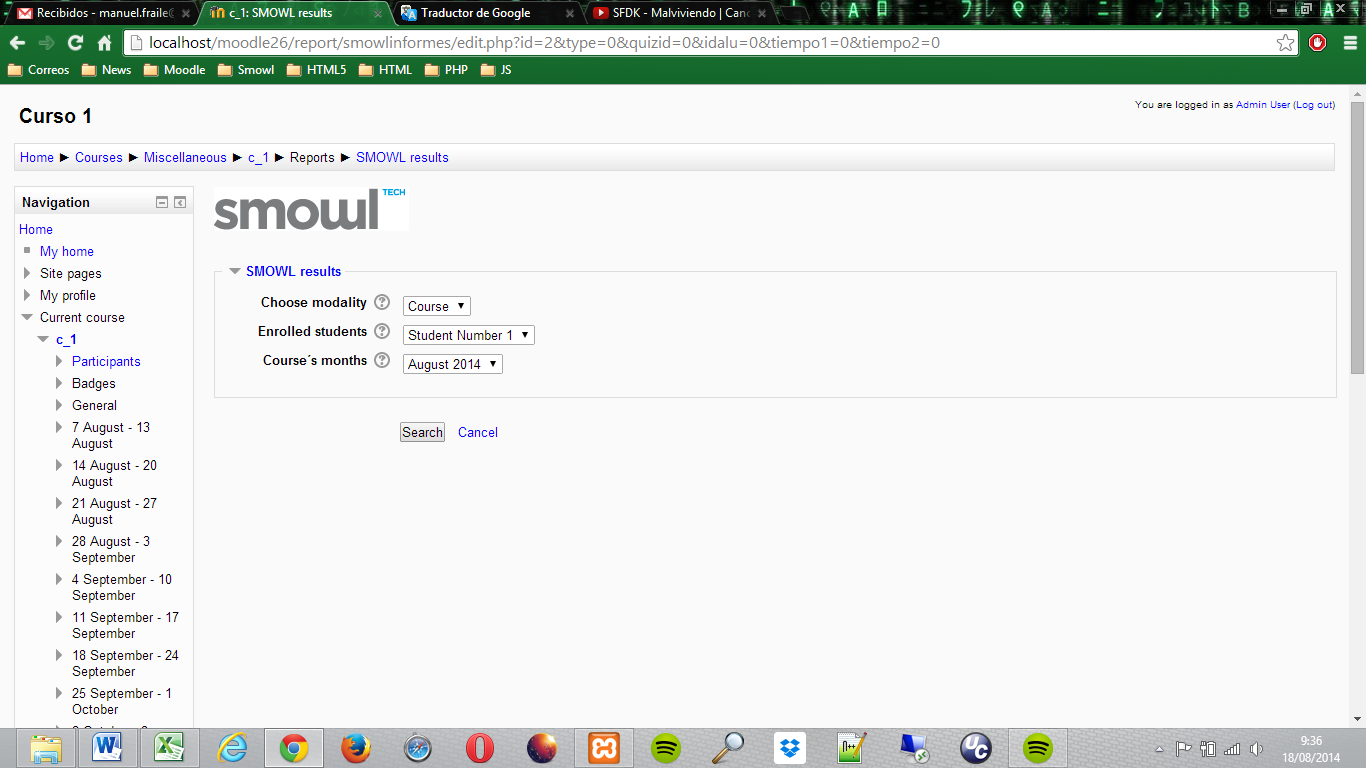 Recibidos - manuel.fraile@
c_1: SMOWL results
Traductor de Google
SFDK - Malviviendo | Canc
localhost/moodle26/report/smowlinformes/edit.php?id=2&type=0&quizid=0&idalu=0&tiempo1=0&tiempo2=0
Correos News Moodle Smowl HTML5 HTML PHP JS
Curso 1
You are logged in as Admin User (Log out)
Home ► Courses ► Miscellaneous ► c_1 ► Reports ► SMOWL results
Navigation
Home
My home
Site pages
My profile
Current course
c_1
Participants
Badges
General
7 August - 13
August
14 August - 20
August
21 August - 27
August
28 August - 3
September
4 September - 10
September
11 September - 17
September
18 September - 24
September
25 September - 1
October
smowl TECH
SMOWL results
Choose modality ? Course
Enrolled students ? Student Number 1
Course´s months ? August 2014
Search Cancel
9:36
18/08/2014